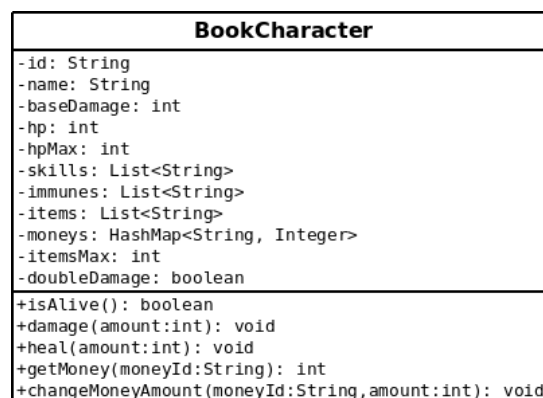 BookCharacter
-id: String
-name: String
-baseDamage: int
-hp: int
-hpMax: int
-skills: List<String>
-immunes: List<String>
-items: List<String>
-moneys: HashMap<String, Integer>
-itemsMax: int
-doubleDamage: boolean
+isAlive(): boolean
+damage(amount:int): void
+heal(amount:int): void
+getMoney(moneyId:String): int
+changeMoneyAmount(moneyId:String,amount:int): void